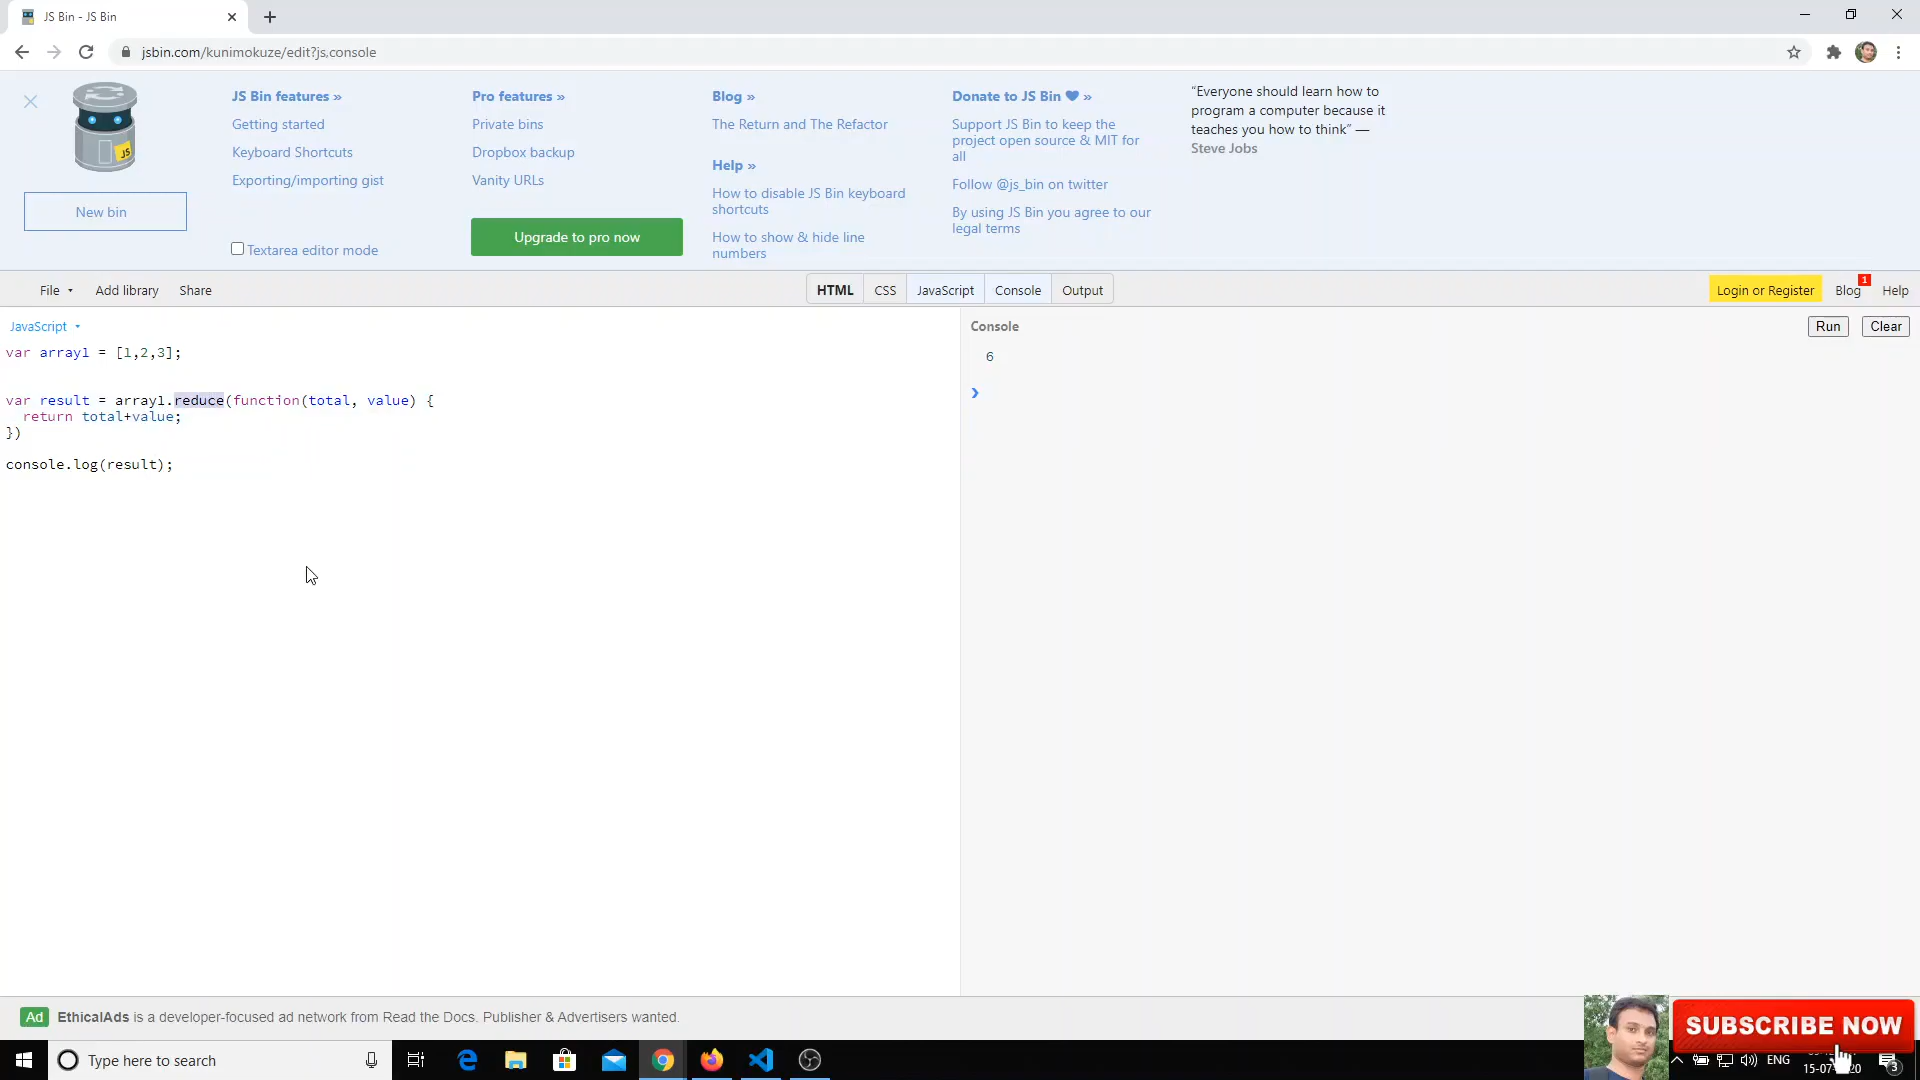 JS Bin - JS Bin
jsbin.com/kunimokuze/edit?js,console
JS Bin features »
Getting started
Keyboard Shortcuts
Exporting/importing gist
Textarea editor mode
New bin
Pro features »
Private bins
Dropbox backup
Vanity URLs
Upgrade to pro now
Blog »
The Return and The Refactor
Help »
How to disable JS Bin keyboard
shortcuts
How to show & hide line
numbers
Donate to JS Bin ♥ »
Support JS Bin to keep the
project open source & MIT for
all
Follow @js_bin on twitter
By using JS Bin you agree to our
legal terms
“Everyone should learn how to
program a computer because it
teaches you how to think” —
Steve Jobs
JS
File Add library Share HTML CSS JavaScript Console Output Login or Register Blog 1 Help
JavaScript
var array1 = [1,2,3];
var result = array1.reduce(function(total, value) {
return total+value;
})
console.log(result);
Console Run Clear
6
Ad EthicalAds is a developer-focused ad network from Read the Docs. Publisher & Advertisers wanted.
SUBSCRIBE NOW
Type here to search
ENG
3